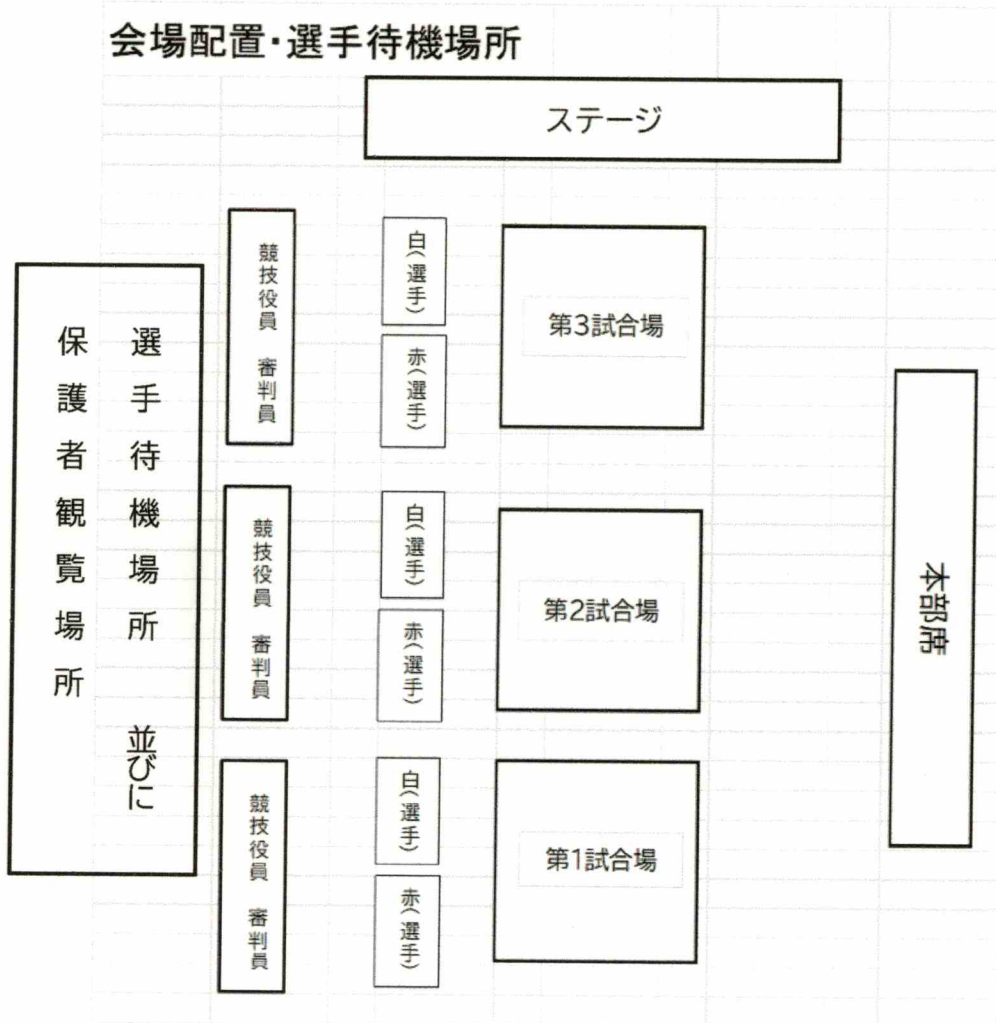 会場配置・選手待機場所
ステージ
選手待機場所 並びに
保護者観覧場所
競技役員 審判員
白(選手)
赤(選手)
第3試合場
競技役員 審判員
白(選手)
赤(選手)
第2試合場
競技役員 審判員
白(選手)
赤(選手)
第1試合場
本部席